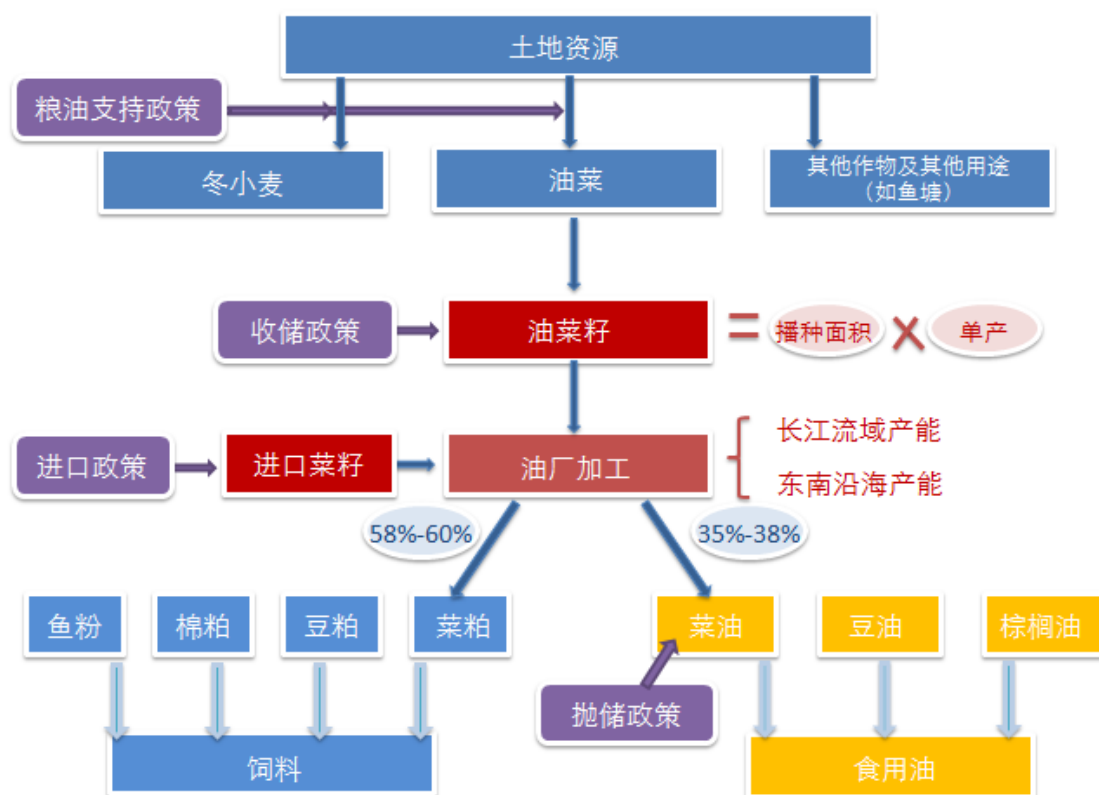 土地资源
粮油支持政策
冬小麦
油菜
其他作物及其他用途
（如鱼塘）
收储政策
油菜籽
=
播种面积
×
单产
进口政策
进口菜籽
油厂加工
长江流域产能
东南沿海产能
58%-60%
35%-38%
鱼粉
棉粕
豆粕
菜粕
菜油
豆油
棕榈油
抛储政策
饲料
食用油